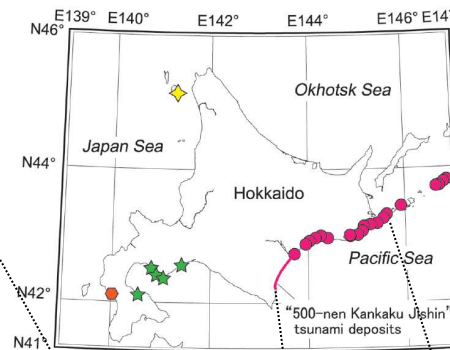 E139° E140° E142° E144° E146° E147
N46°
Okhotsk Sea
Japan Sea
N44°
Hokkaido
Pacific Sea
N42°
"500-nen Kankaku Jishin"
tsunami deposits
N41°